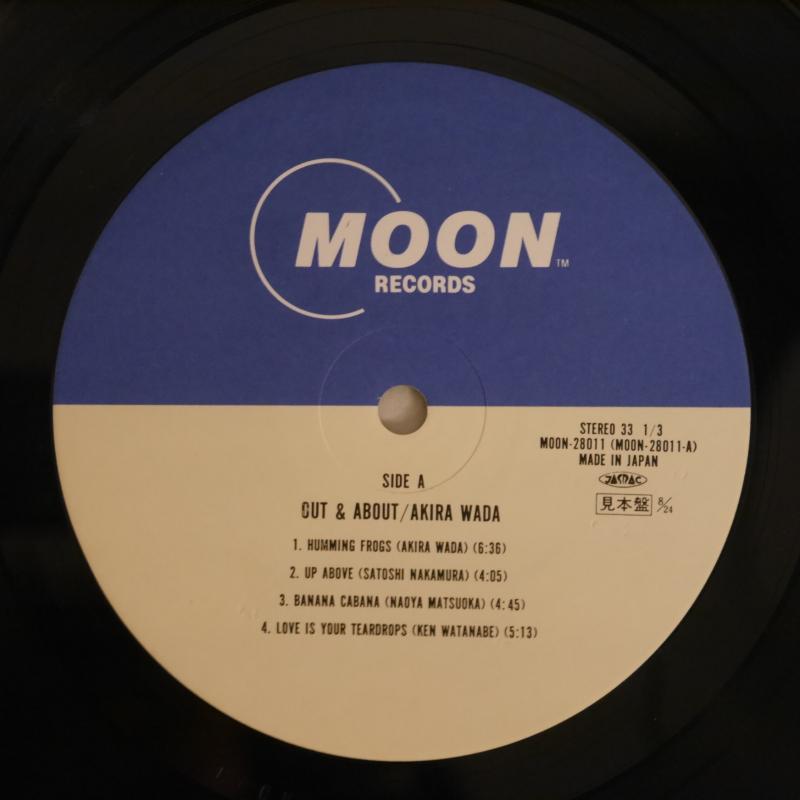 MOON
TM
RECORDS
STEREO 33 1/3
MOON-28011 (MOON-28011-A)
MADE IN JAPAN
JASRAC
見本盤 8/24
SIDE A
OUT & ABOUT/AKIRA WADA
1. HUMMING FROGS (AKIRA WADA) (6:36)
2. UP ABOVE (SATOSHI NAKAMURA) (4:05)
3. BANANA CABANA (NAOYA MATSUOKA) (4:45)
4. LOVE IS YOUR TEARDROPS (KEN WATANABE) (5:13)